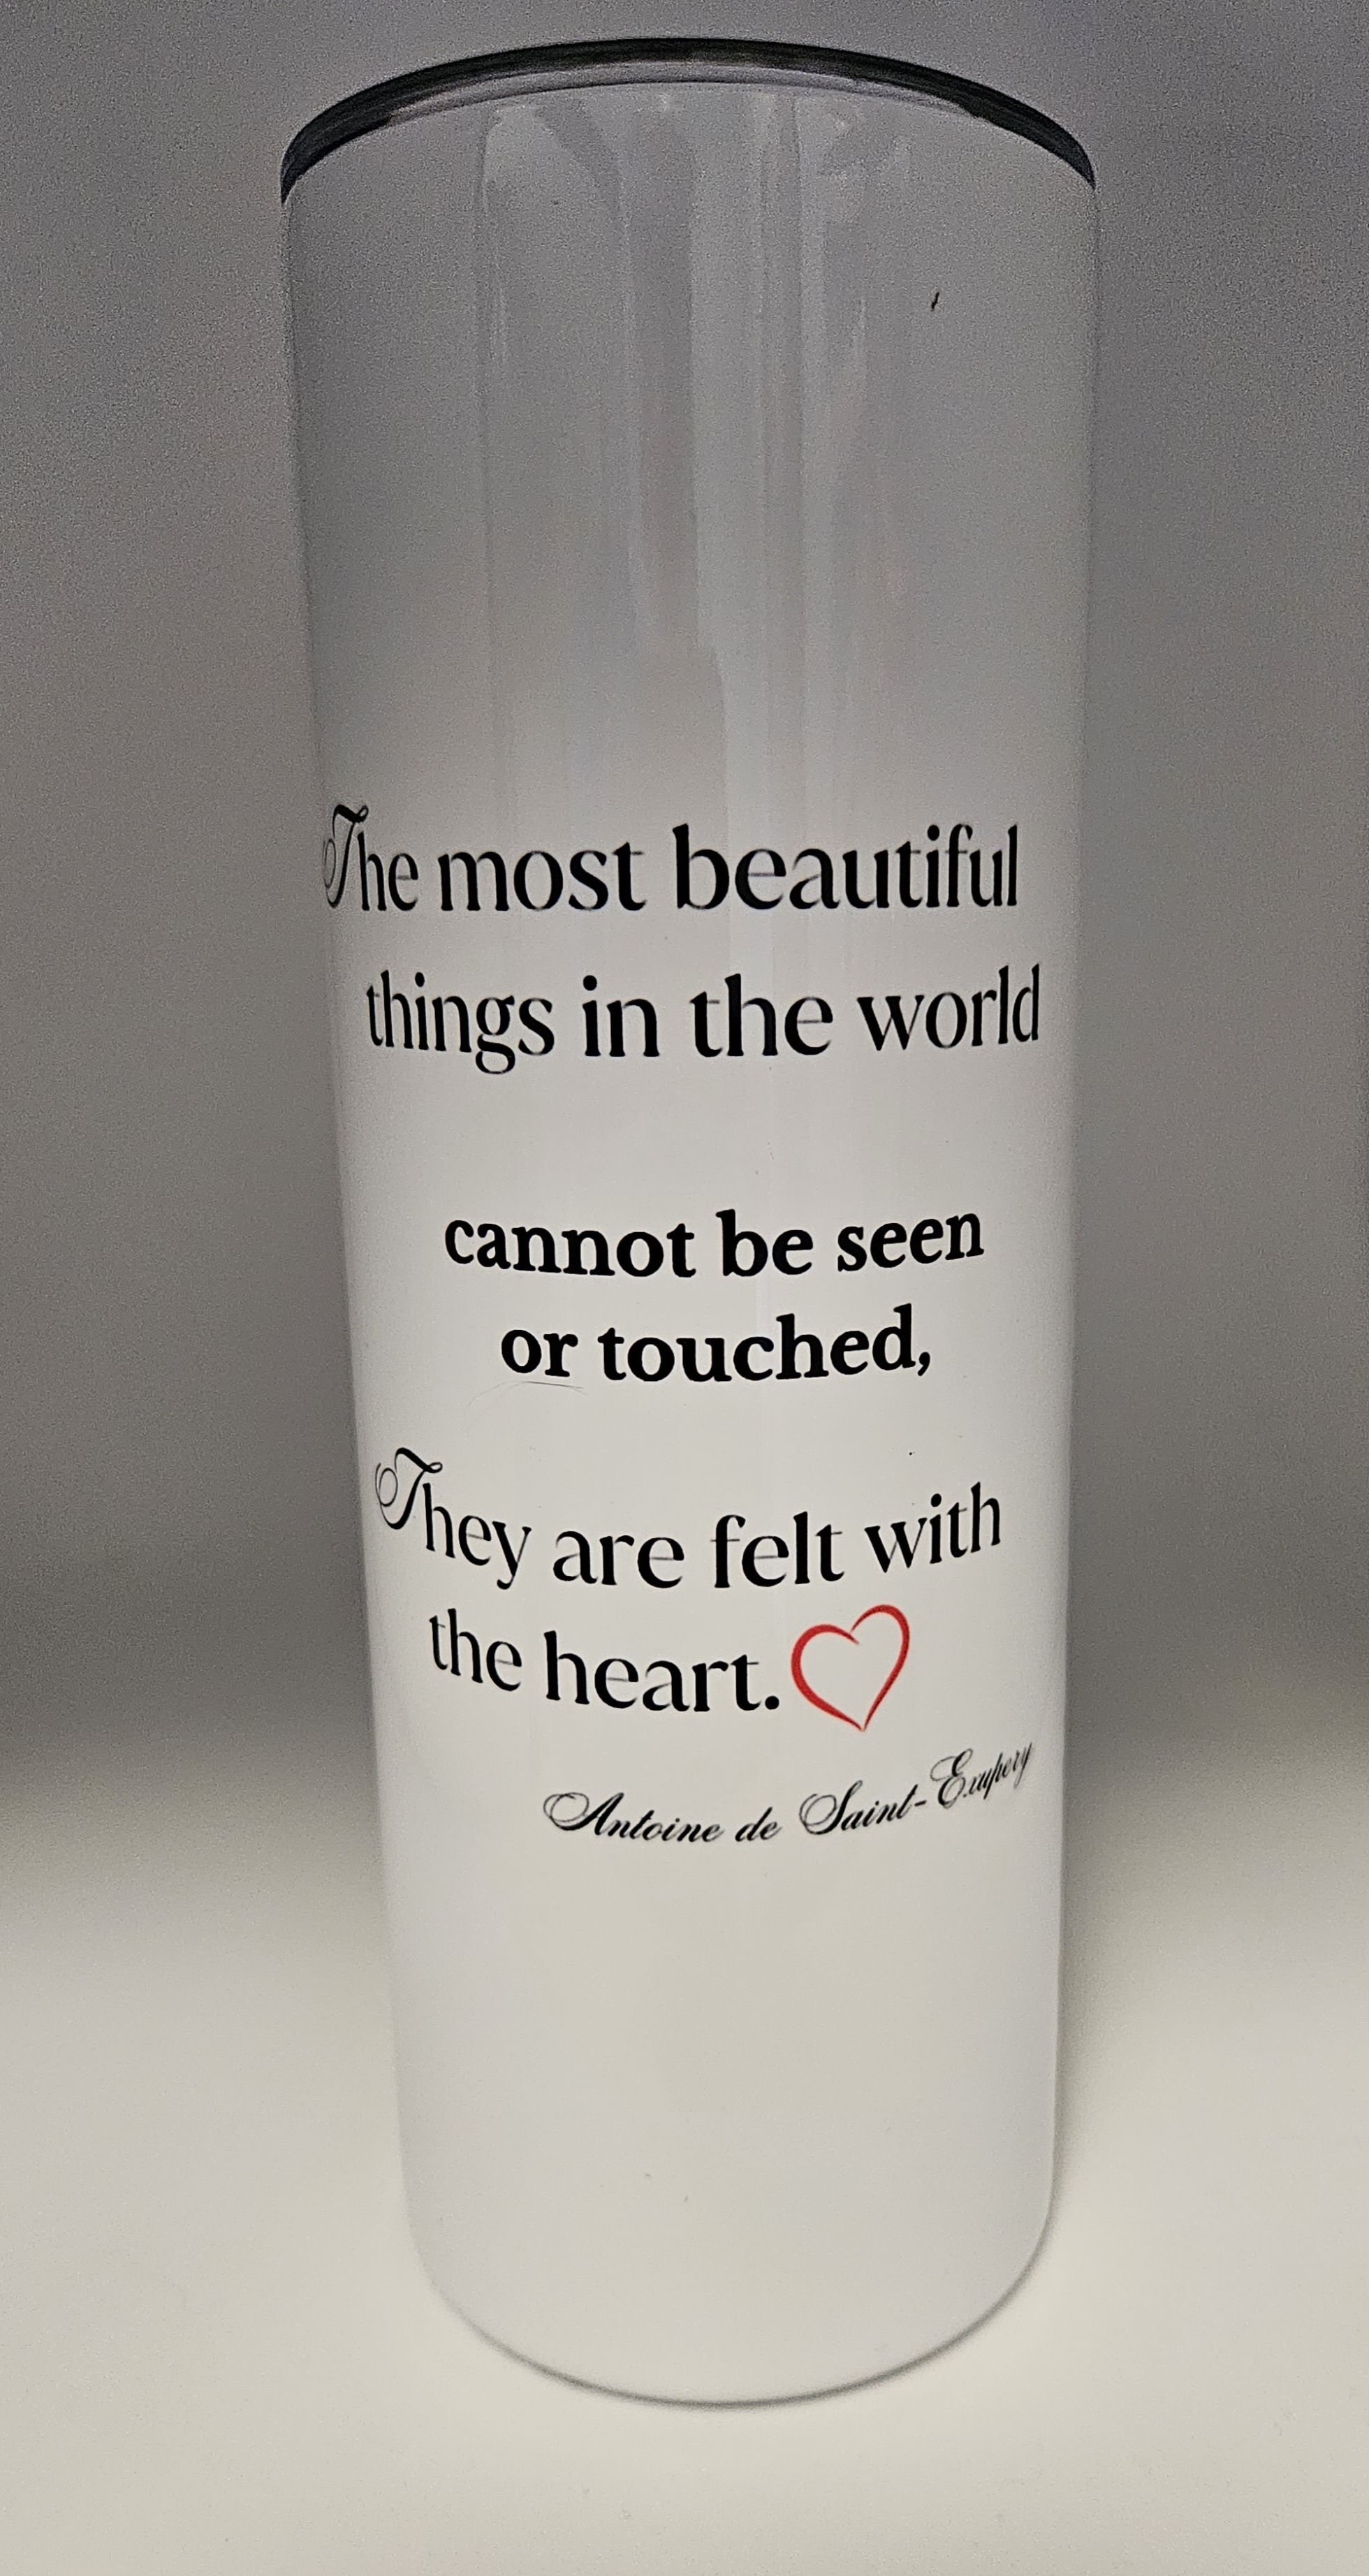 The most beautiful
things in the world
cannot be seen
or touched,
They are felt with
the heart.
Antoine de Saint-Exupery